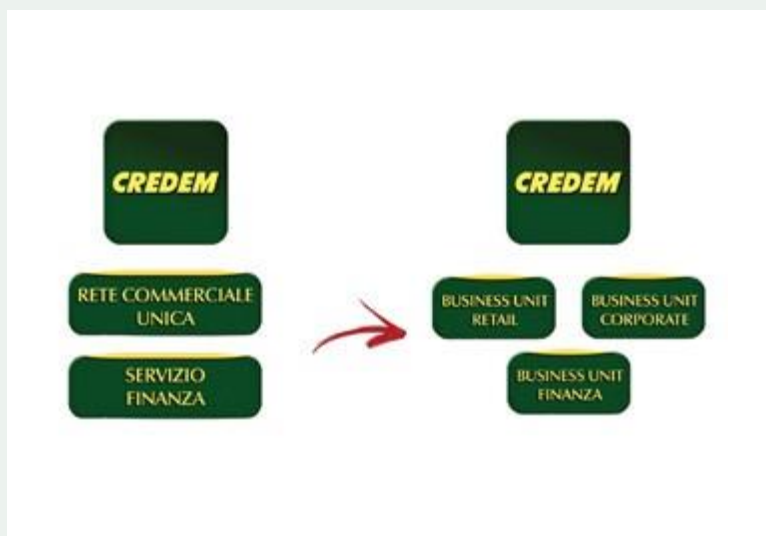 CREDEM
RETE COMMERCIALE
UNICA
SERVIZIO
FINANZA
CREDEM
BUSINESS UNIT
RETAIL
BUSINESS UNIT
CORPORATE
BUSINESS UNIT
FINANZA